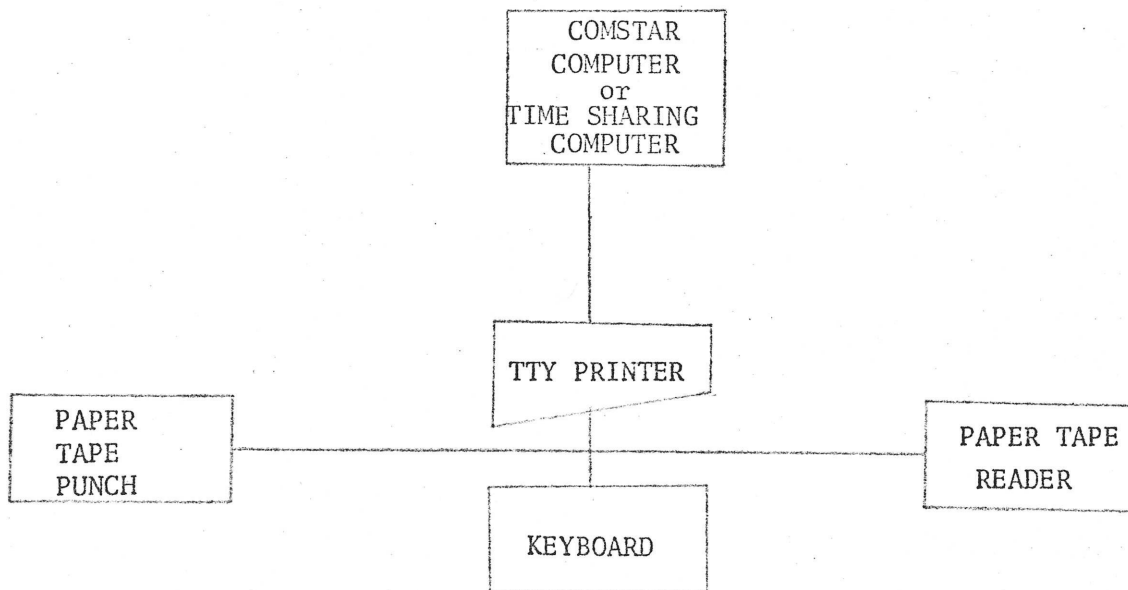 COMSTAR
COMPUTER
or
TIME SHARING
COMPUTER
TTY PRINTER
PAPER
TAPE
PUNCH
PAPER TAPE
READER
KEYBOARD